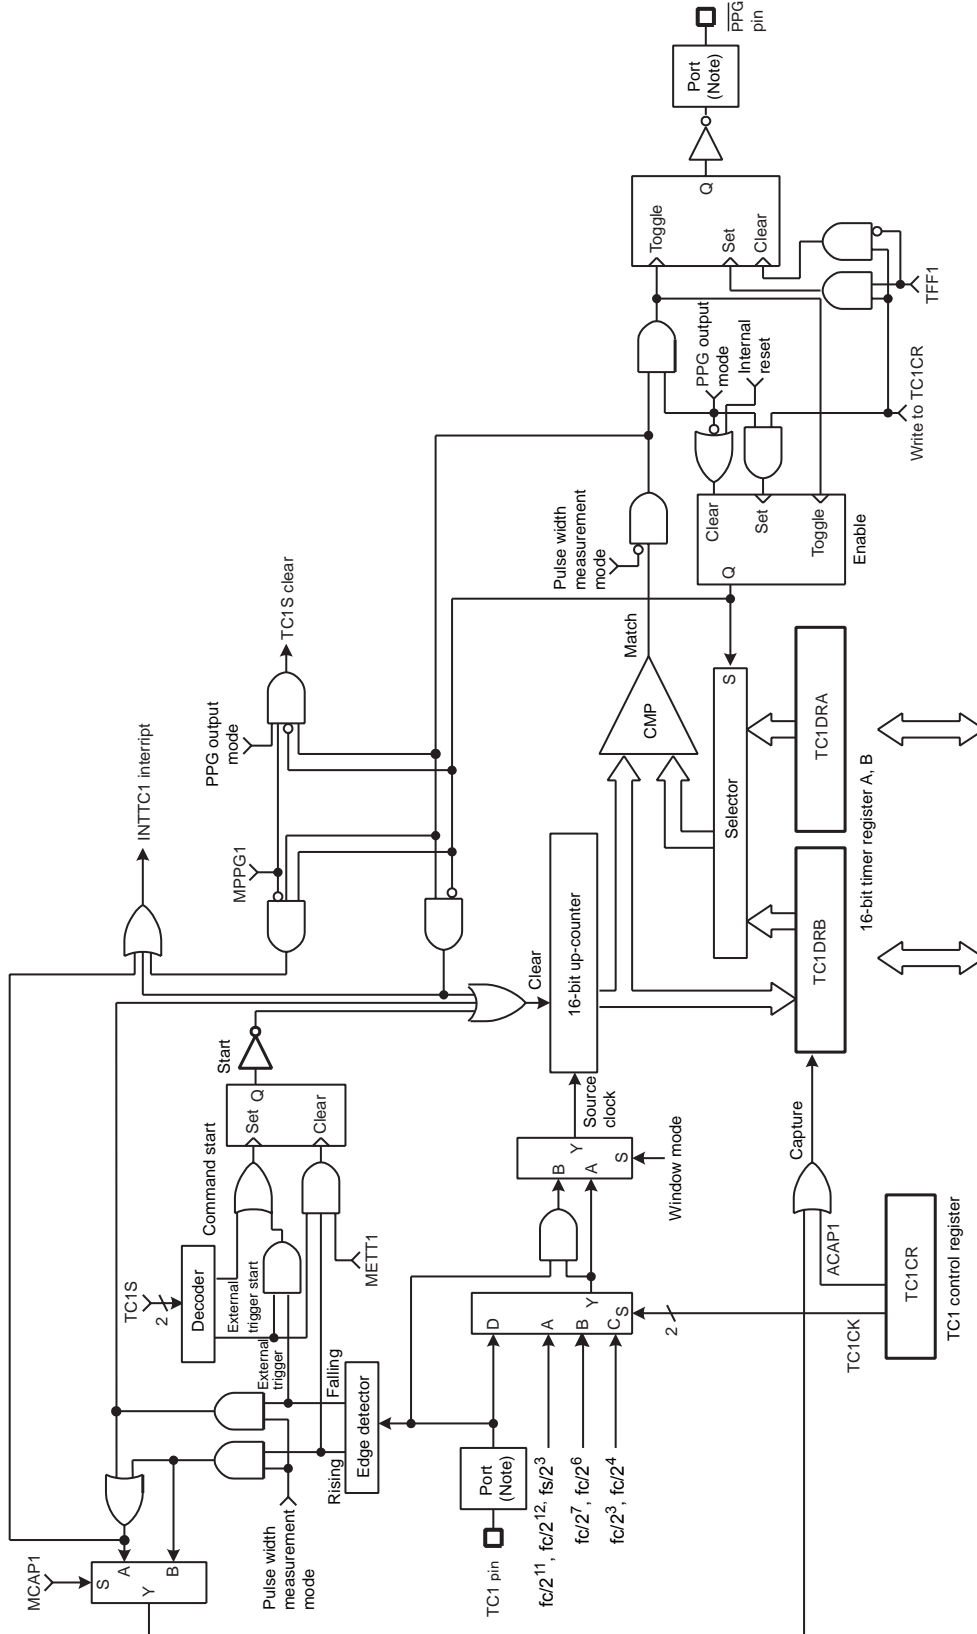 MCAP1
S
A
B
Y
Pulse width
measurement
mode
TC1S
2
Decoder
Command start
External
trigger start
External
trigger
Falling
Rising
Edge detector
METT1
Set
Q
Clear
Start
INTTC1 interript
MPPG1
PPG output
mode
TC1S clear
TC1 pin
Port
(Note)
fc/2^11, fc/2^12, fs/2^3
fc/2^7, fc/2^6
fc/2^3, fc/2^4
D
A
B
C
Y
S
B
A
Y
S
Window mode
Source
clock
Clear
16-bit up-counter
CMP
Match
Pulse width
measurement
mode
2
TC1CK
TC1CR
TC1 control register
ACAP1
Capture
TC1DRB
TC1DRA
16-bit timer register A, B
Selector
S
Q
Clear
Set
Toggle
Enable
PPG output
mode
Internal
reset
Write to TC1CR
TFF1
Toggle
Set
Clear
Q
Port
(Note)
PPG
pin